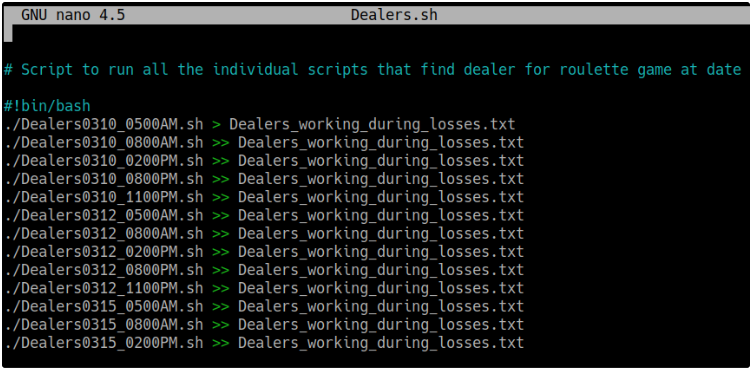 GNU nano 4.5 Dealers.sh
# Script to run all the individual scripts that find dealer for roulette game at date
#!bin/bash
./Dealers0310_0500AM.sh > Dealers_working_during_losses.txt
./Dealers0310_0800AM.sh >> Dealers_working_during_losses.txt
./Dealers0310_0200PM.sh >> Dealers_working_during_losses.txt
./Dealers0310_0800PM.sh >> Dealers_working_during_losses.txt
./Dealers0310_1100PM.sh >> Dealers_working_during_losses.txt
./Dealers0312_0500AM.sh >> Dealers_working_during_losses.txt
./Dealers0312_0800AM.sh >> Dealers_working_during_losses.txt
./Dealers0312_0200PM.sh >> Dealers_working_during_losses.txt
./Dealers0312_0800PM.sh >> Dealers_working_during_losses.txt
./Dealers0312_1100PM.sh >> Dealers_working_during_losses.txt
./Dealers0315_0500AM.sh >> Dealers_working_during_losses.txt
./Dealers0315_0800AM.sh >> Dealers_working_during_losses.txt
./Dealers0315_0200PM.sh >> Dealers_working_during_losses.txt